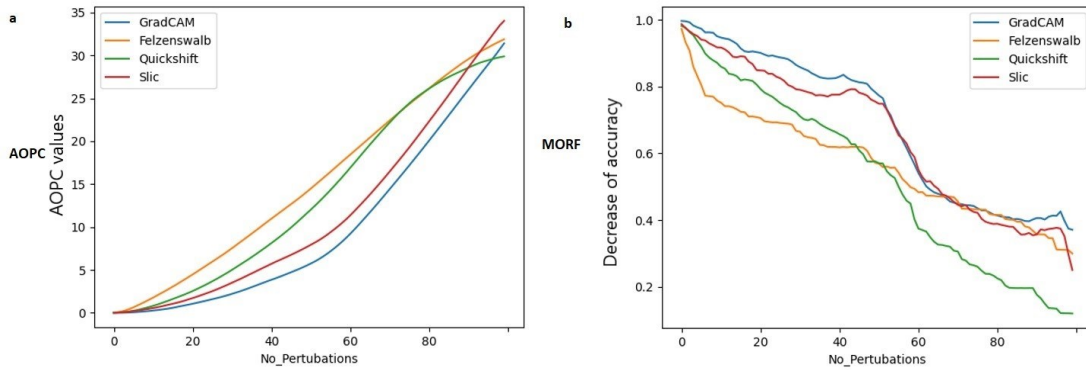 a
GradCAM
Felzenswalb
Quickshift
Slic
35
30
25
20
15
10
5
0
AOPC
AOPC values
0 20 40 60 80
No_Pertubations
b
GradCAM
Felzenswalb
Quickshift
Slic
1.0
0.8
0.6
0.4
0.2
MORF
Decrease of accuracy
0 20 40 60 80
No_Pertubations